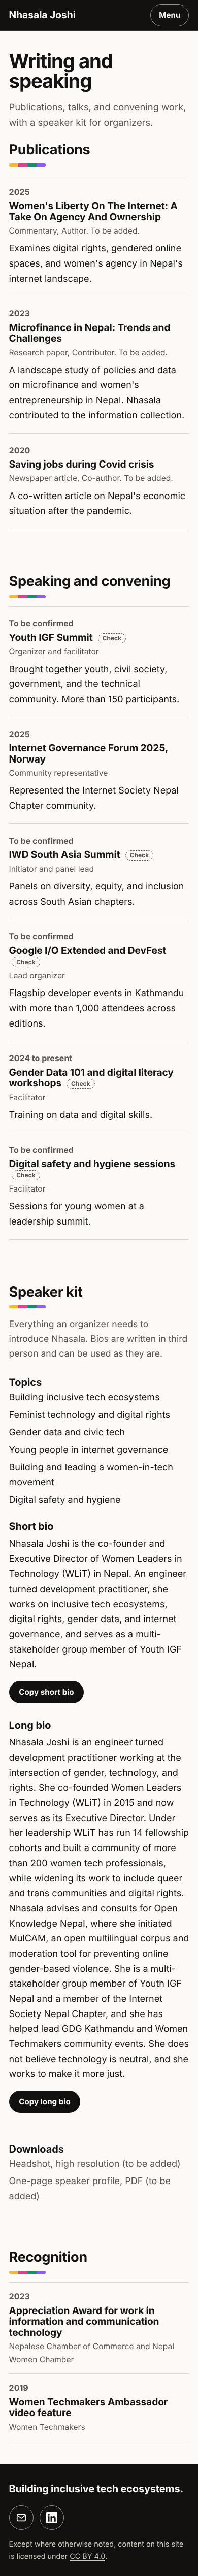 Nhasala Joshi
Menu
Writing and
speaking
Publications, talks, and convening work,
with a speaker kit for organizers.
Publications
2025
Women's Liberty On The Internet: A
Take On Agency And Ownership
Commentary, Author. To be added.
Examines digital rights, gendered online
spaces, and women's agency in Nepal's
internet landscape.
2023
Microfinance in Nepal: Trends and
Challenges
Research paper, Contributor. To be added.
A landscape study of policies and data
on microfinance and women's
entrepreneurship in Nepal. Nhasala
contributed to the information collection.
2020
Saving jobs during Covid crisis
Newspaper article, Co-author. To be added.
A co-written article on Nepal's economic
situation after the pandemic.
Speaking and convening
To be confirmed
Youth IGF Summit Check
Organizer and facilitator
Brought together youth, civil society,
government, and the technical
community. More than 150 participants.
2025
Internet Governance Forum 2025,
Norway
Community representative
Represented the Internet Society Nepal
Chapter community.
To be confirmed
IWD South Asia Summit Check
Initiator and panel lead
Panels on diversity, equity, and inclusion
across South Asian chapters.
To be confirmed
Google I/O Extended and DevFest
Check
Lead organizer
Flagship developer events in Kathmandu
with more than 1,000 attendees across
editions.
2024 to present
Gender Data 101 and digital literacy
workshops Check
Facilitator
Training on data and digital skills.
To be confirmed
Digital safety and hygiene sessions
Check
Facilitator
Sessions for young women at a
leadership summit.
Speaker kit
Everything an organizer needs to
introduce Nhasala. Bios are written in third
person and can be used as they are.
Topics
Building inclusive tech ecosystems
Feminist technology and digital rights
Gender data and civic tech
Young people in internet governance
Building and leading a women-in-tech
movement
Digital safety and hygiene
Short bio
Nhasala Joshi is the co-founder and
Executive Director of Women Leaders in
Technology (WLiT) in Nepal. An engineer
turned development practitioner, she
works on inclusive tech ecosystems,
digital rights, gender data, and internet
governance, and serves as a multi-
stakeholder group member of Youth IGF
Nepal.
Copy short bio
Long bio
Nhasala Joshi is an engineer turned
development practitioner working at the
intersection of gender, technology, and
rights. She co-founded Women Leaders
in Technology (WLiT) in 2015 and now
serves as its Executive Director. Under
her leadership WLiT has run 14 fellowship
cohorts and built a community of more
than 200 women tech professionals,
while widening its work to include queer
and trans communities and digital rights.
Nhasala advises and consults for Open
Knowledge Nepal, where she initiated
MulCAM, an open multilingual corpus and
moderation tool for preventing online
gender-based violence. She is a multi-
stakeholder group member of Youth IGF
Nepal and a member of the Internet
Society Nepal Chapter, and she has
helped lead GDG Kathmandu and Women
Techmakers community events. She does
not believe technology is neutral, and she
works to make it more just.
Copy long bio
Downloads
Headshot, high resolution (to be added)
One-page speaker profile, PDF (to be
added)
Recognition
2023
Appreciation Award for work in
information and communication
technology
Nepalese Chamber of Commerce and Nepal
Women Chamber
2019
Women Techmakers Ambassador
video feature
Women Techmakers
Building inclusive tech ecosystems.
Except where otherwise noted, content on this site
is licensed under CC BY 4.0.